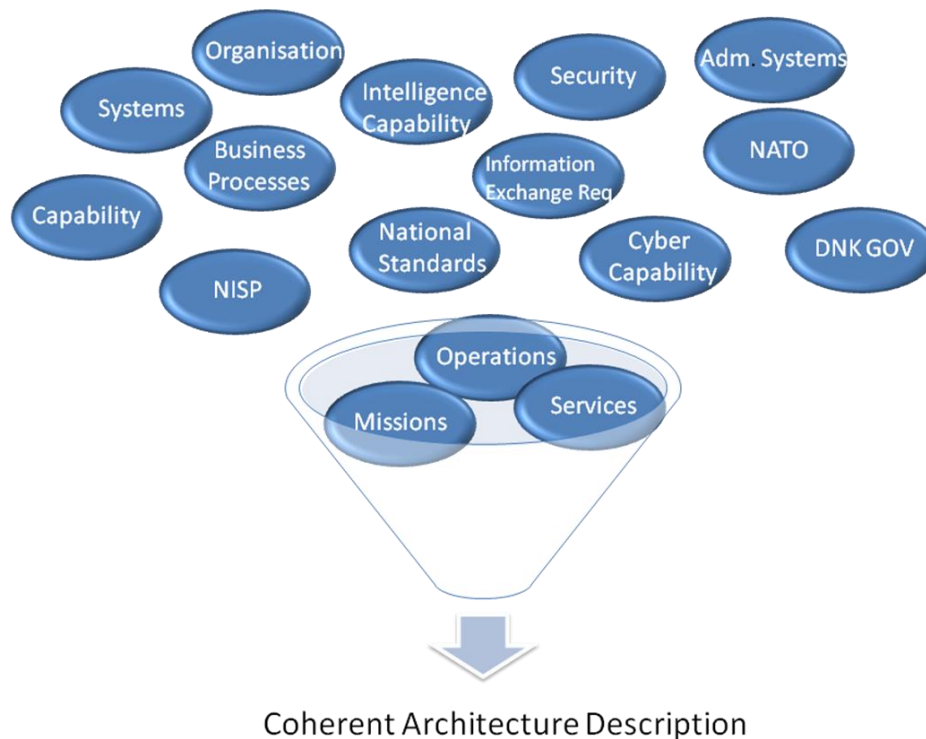 Organisation
Systems
Intelligence
Capability
Security
Adm. Systems
Business
Processes
Information
Exchange Req
NATO
Capability
National
Standards
Cyber
Capability
DNK GOV
NISP
Operations
Missions
Services
Coherent Architecture Description